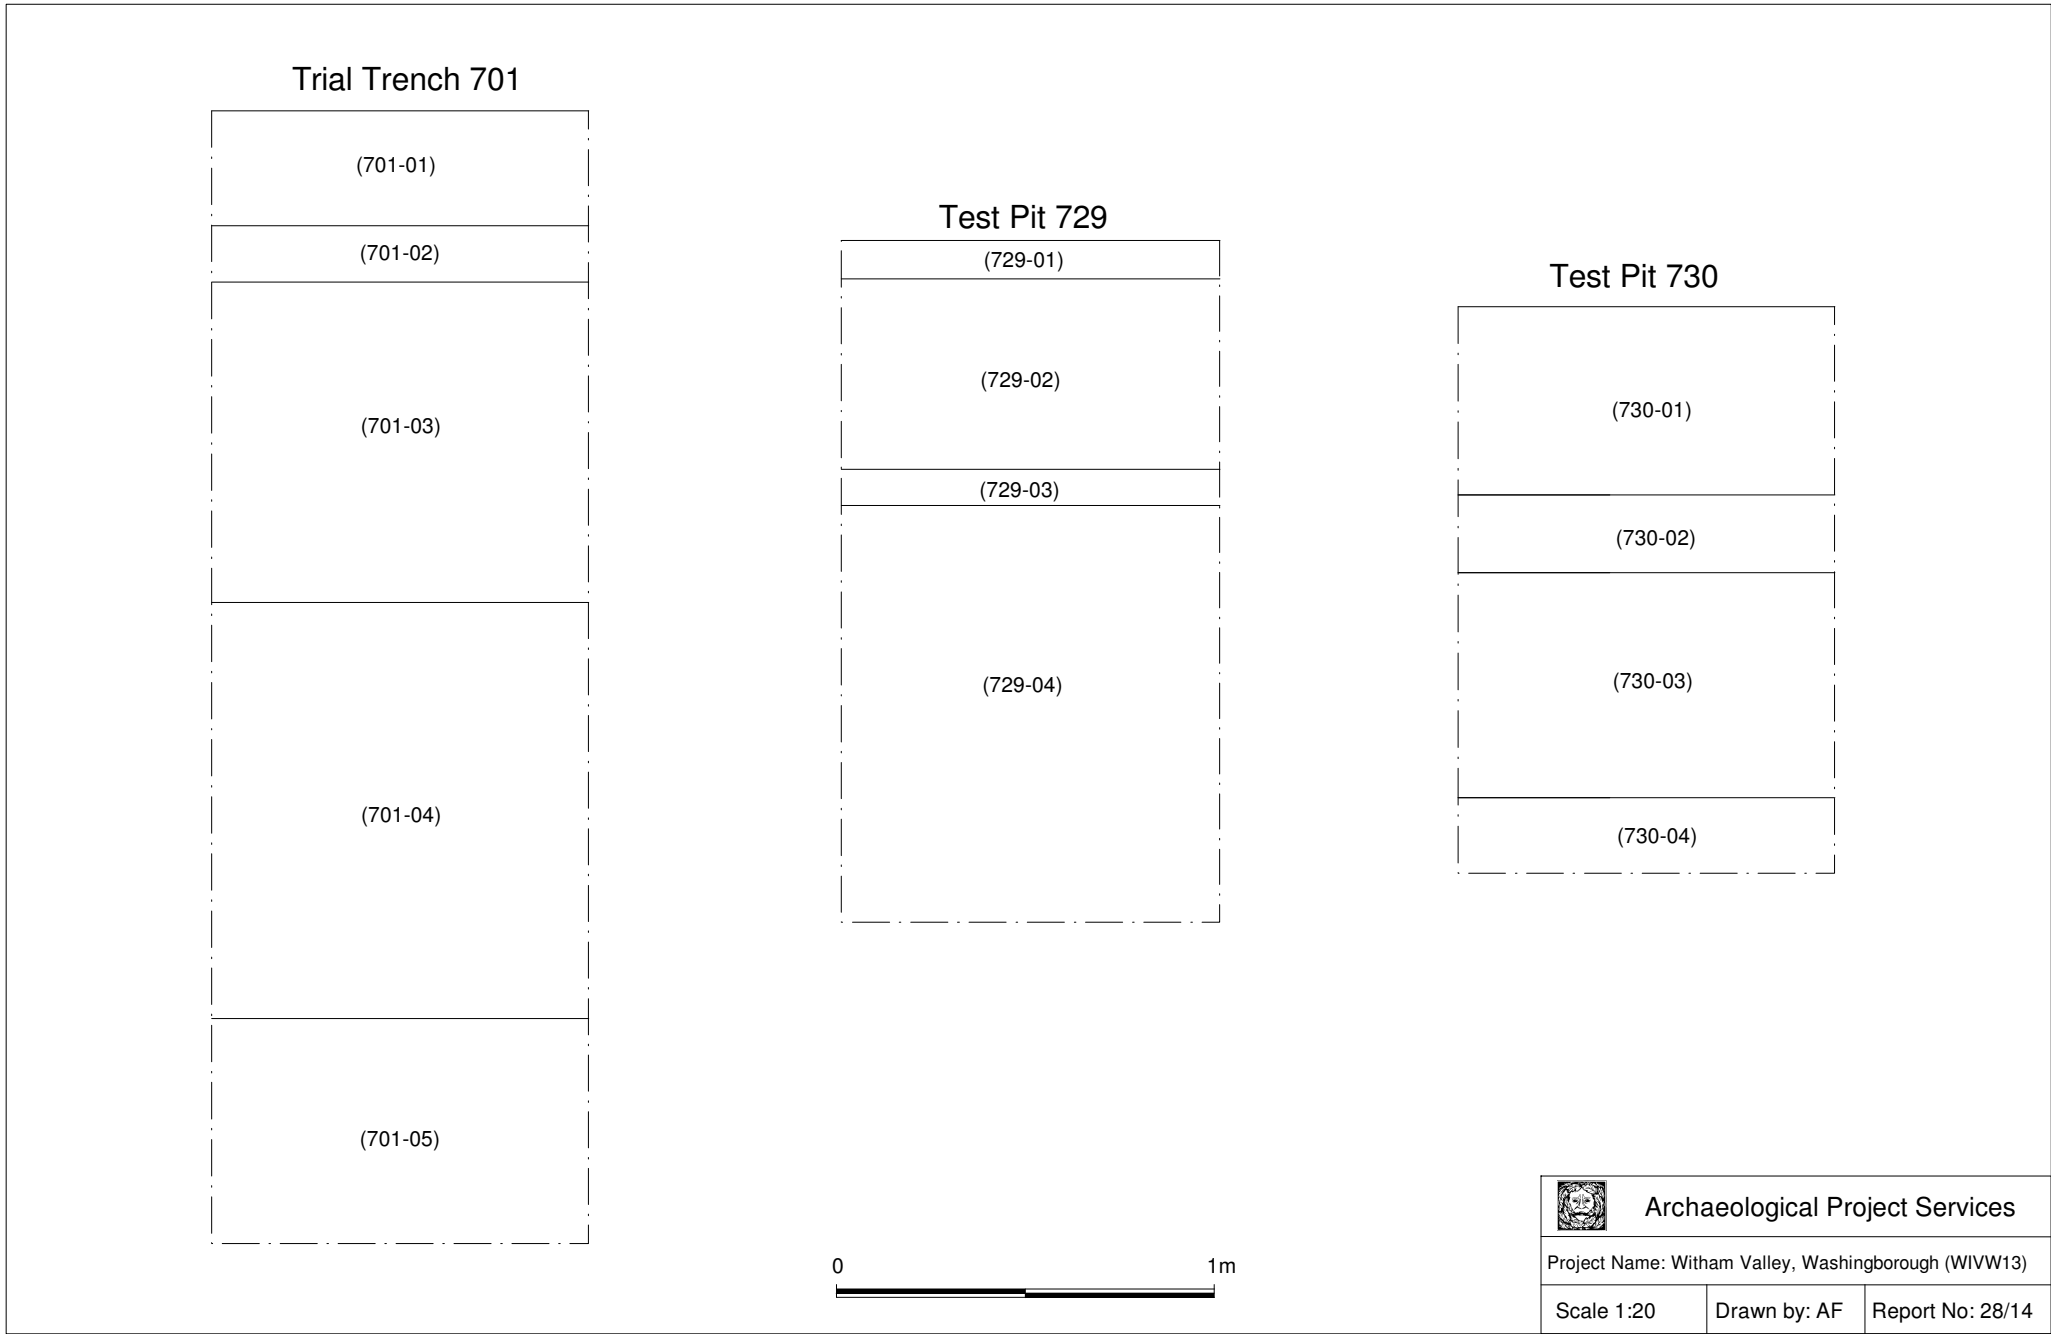 Trial Trench 701
(701-01)
(701-02)
(701-03)
(701-04)
(701-05)
Test Pit 729
(729-01)
(729-02)
(729-03)
(729-04)
Test Pit 730
(730-01)
(730-02)
(730-03)
(730-04)
0 1m
Archaeological Project Services
Project Name: Witham Valley, Washingborough (WIVW13)
Scale 1:20 Drawn by: AF Report No: 28/14